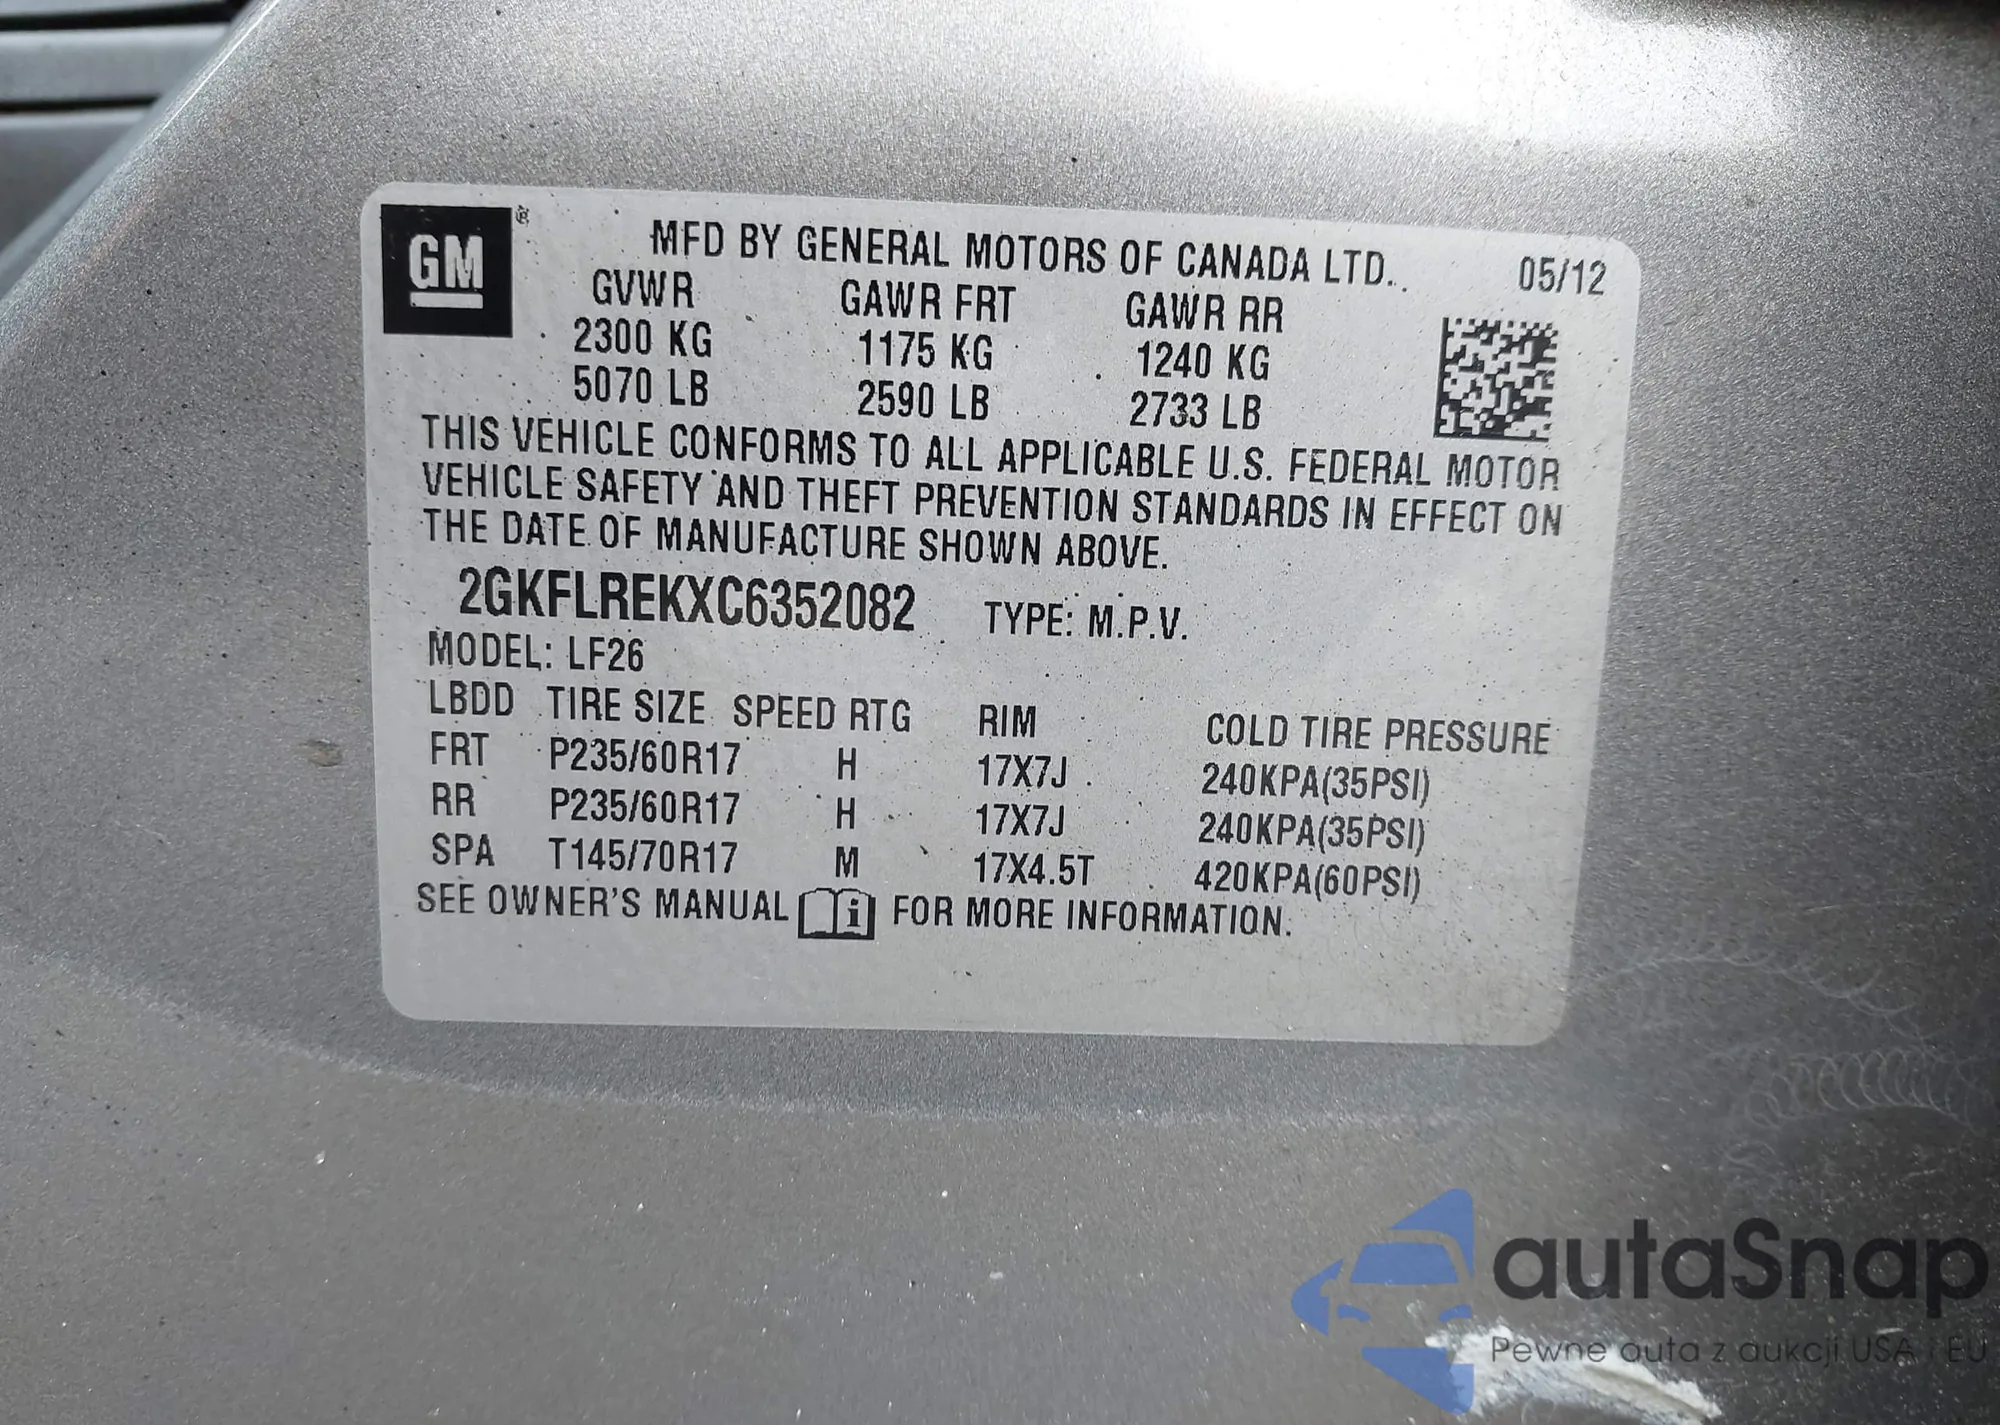 GM ®
MFD BY GENERAL MOTORS OF CANADA LTD. 05/12
GVWR GAWR FRT GAWR RR
2300 KG 1175 KG 1240 KG
5070 LB 2590 LB 2733 LB
THIS VEHICLE CONFORMS TO ALL APPLICABLE U.S. FEDERAL MOTOR
VEHICLE SAFETY AND THEFT PREVENTION STANDARDS IN EFFECT ON
THE DATE OF MANUFACTURE SHOWN ABOVE.
2GKFLREKXC6352082 TYPE: M.P.V.
MODEL: LF26
LBDD TIRE SIZE SPEED RTG RIM COLD TIRE PRESSURE
FRT P235/60R17 H 17X7J 240KPA(35PSI)
RR P235/60R17 H 17X7J 240KPA(35PSI)
SPA T145/70R17 M 17X4.5T 420KPA(60PSI)
SEE OWNER'S MANUAL i FOR MORE INFORMATION.
autaSnap
Pewne auta z aukcji USA i EU